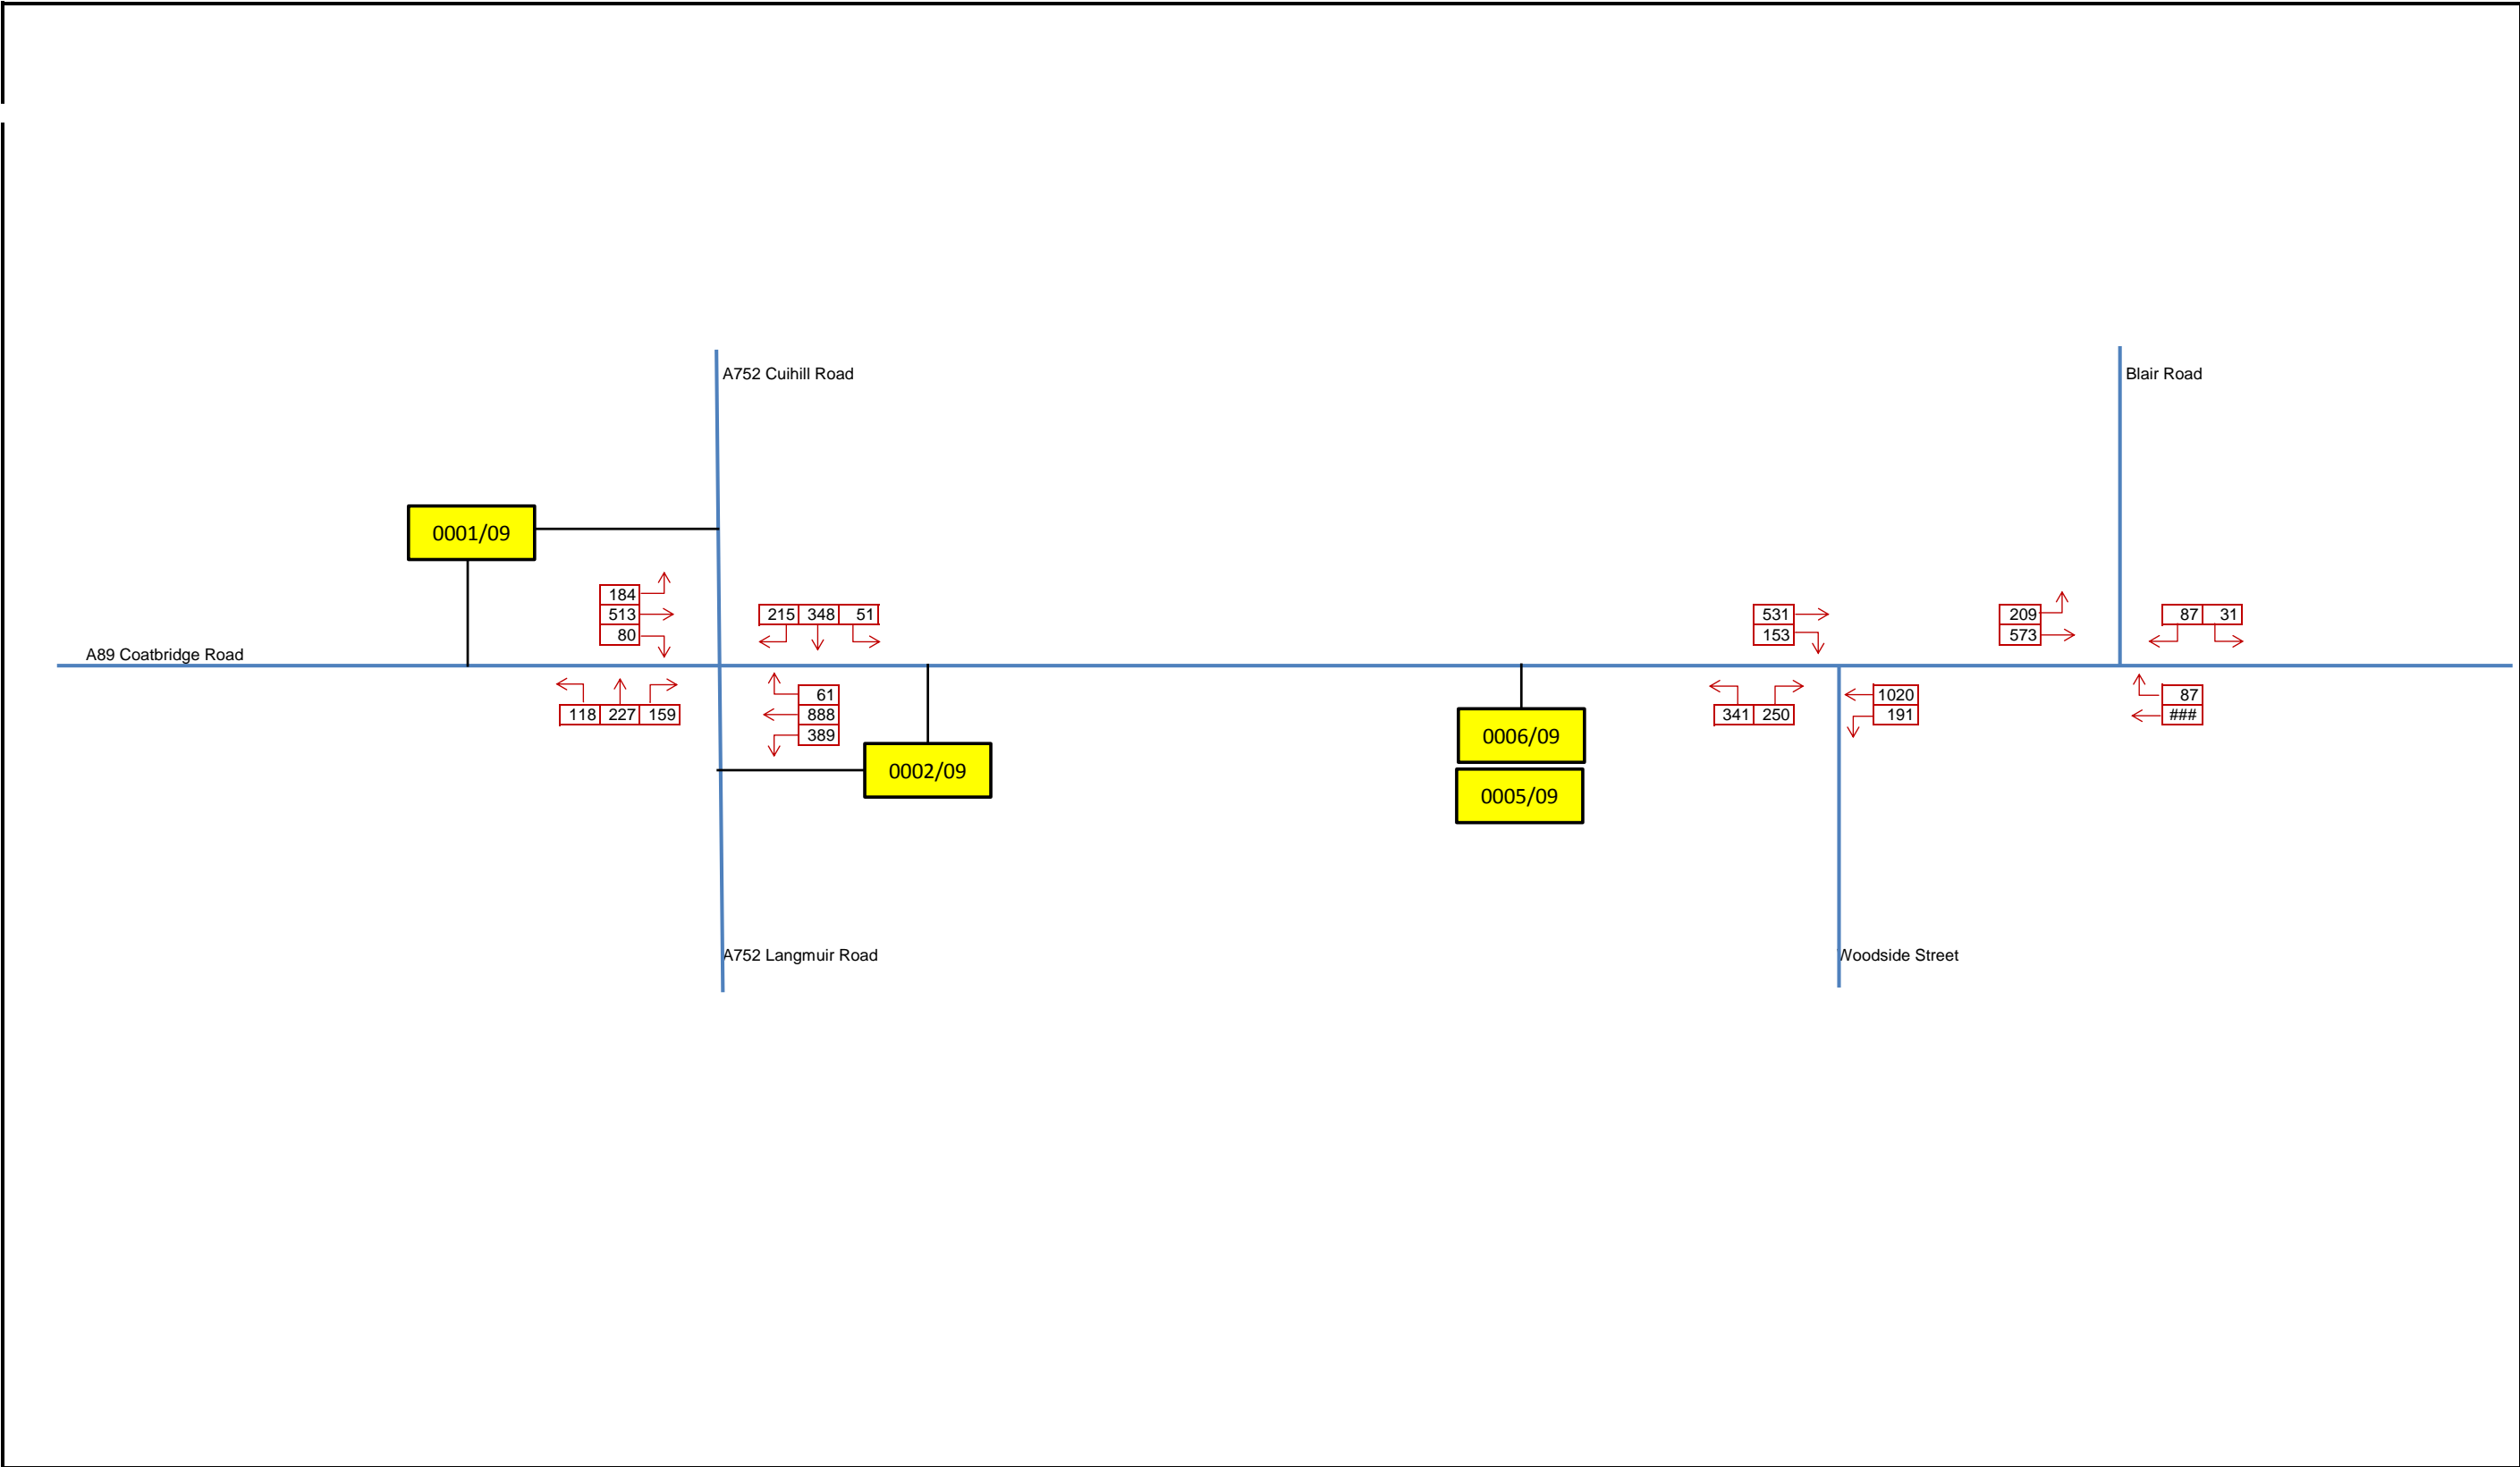 A752 Cuihill Road
Blair Road
0001/09
184
513
80
215 348 51
531
153
209
573
87 31
A89 Coatbridge Road
118 227 159
61
888
389
341 250
1020
191
87
###
0002/09
0006/09
0005/09
A752 Langmuir Road
Woodside Street